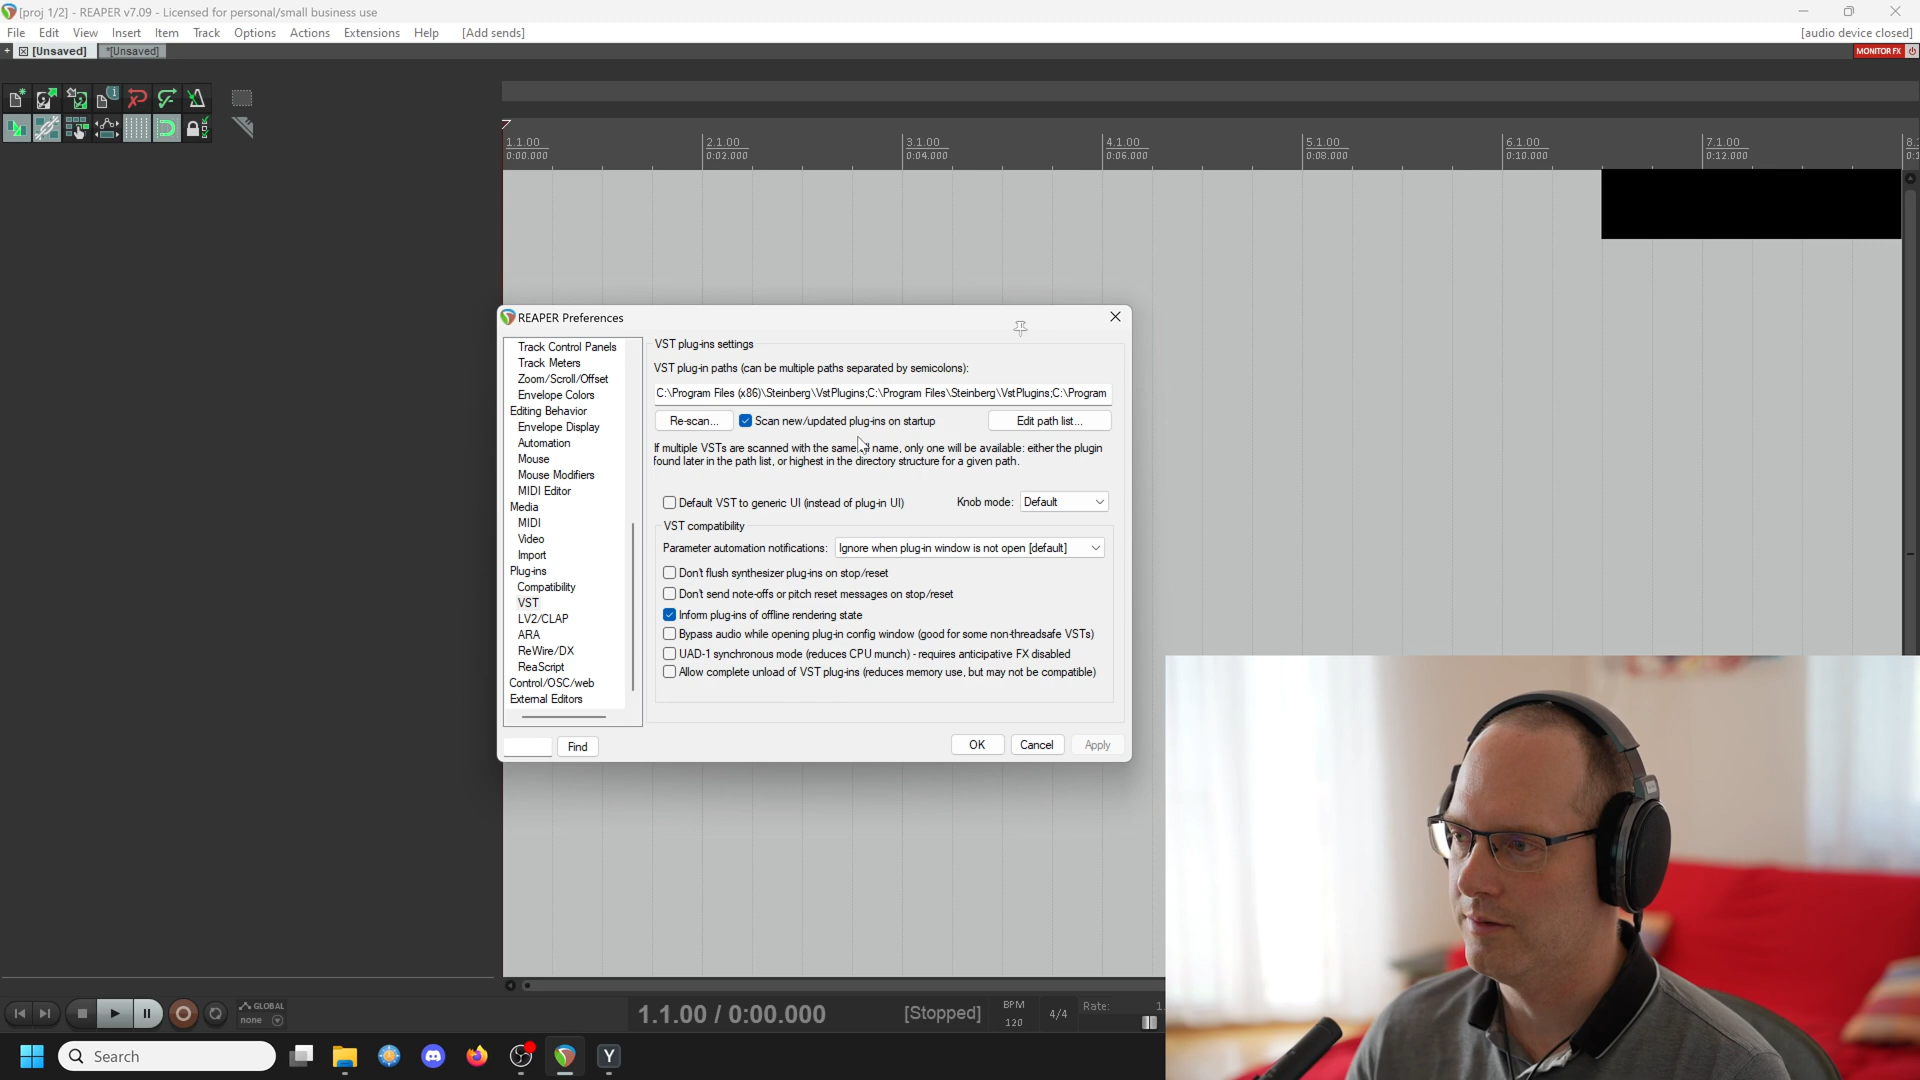 [proj 1/2] - REAPER v7.09 - Licensed for personal/small business use
File Edit View Insert Item Track Options Actions Extensions Help [Add sends]
[audio device closed]
+ [Unsaved] *[Unsaved]
MONITOR FX
1.1.00 2.1.00 3.1.00 4.1.00 5.1.00 6.1.00 7.1.00
0:00.000 0:02.000 0:04.000 0:06.000 0:08.000 0:10.000 0:12.000
REAPER Preferences
Track Control Panels
Track Meters
Zoom/Scroll/Offset
Envelope Colors
Editing Behavior
Envelope Display
Automation
Mouse
Mouse Modifiers
MIDI Editor
Media
MIDI
Video
Import
Plug-ins
Compatibility
VST
LV2/CLAP
ARA
ReWire/DX
ReaScript
Control/OSC/web
External Editors
Find
VST plug-ins settings
VST plug-in paths (can be multiple paths separated by semicolons):
C:\Program Files (x86)\Steinberg\VstPlugins;C:\Program Files\Steinberg\VstPlugins;C:\Program
Re-scan... Scan new/updated plug-ins on startup Edit path list...
If multiple VSTs are scanned with the same name, only one will be available: either the plugin
found later in the path list, or highest in the directory structure for a given path.
Default VST to generic UI (instead of plug-in UI) Knob mode: Default
VST compatibility
Parameter automation notifications: Ignore when plug-in window is not open [default]
Don't flush synthesizer plug-ins on stop/reset
Don't send note-offs or pitch reset messages on stop/reset
Inform plug-ins of offline rendering state
Bypass audio while opening plug-in config window (good for some non-threadsafe VSTs)
UAD-1 synchronous mode (reduces CPU munch) - requires anticipative FX disabled
Allow complete unload of VST plug-ins (reduces memory use, but may not be compatible)
OK Cancel Apply
GLOBAL
none
1.1.00 / 0:00.000
[Stopped]
BPM
120
4/4
Rate:
Search